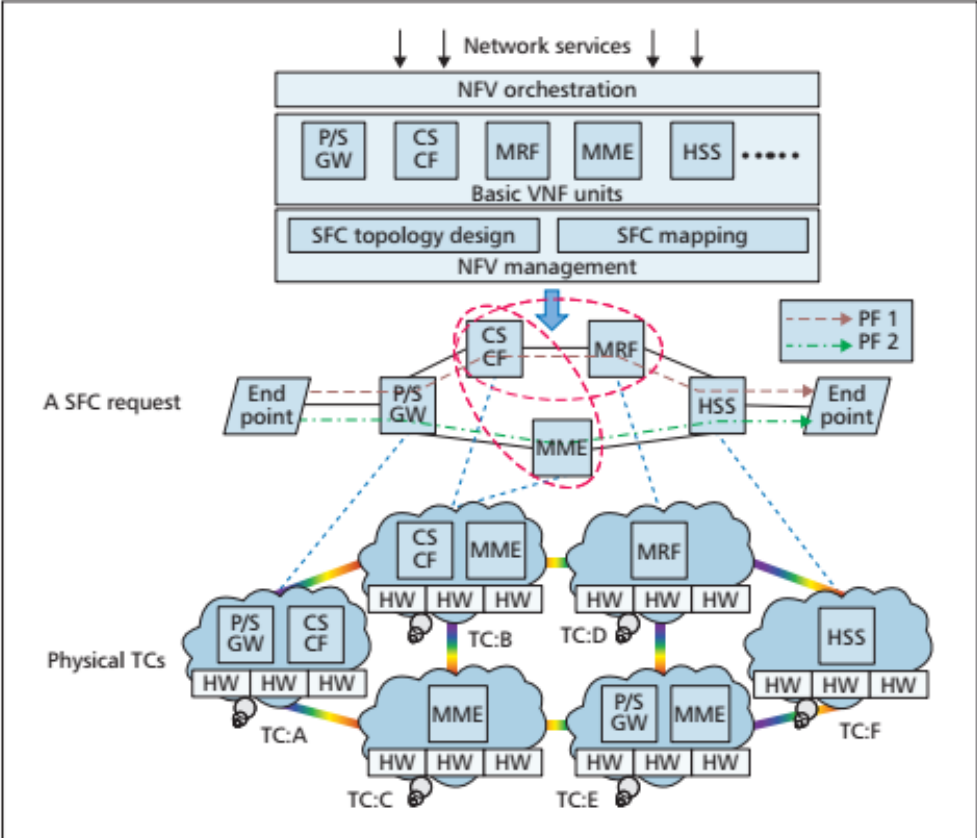 Network services
NFV orchestration
P/S
GW
CS
CF
MRF
MME
HSS
Basic VNF units
SFC topology design
SFC mapping
NFV management
PF 1
PF 2
A SFC request
End
point
P/S
GW
CS
CF
MRF
MME
HSS
End
point
Physical TCs
P/S
GW
CS
CF
HW HW HW
TC:A
CS
CF
MME
HW HW HW
TC:B
MRF
HW HW HW
TC:D
HSS
HW HW HW
TC:F
MME
HW HW HW
TC:C
P/S
GW
MME
HW HW HW
TC:E